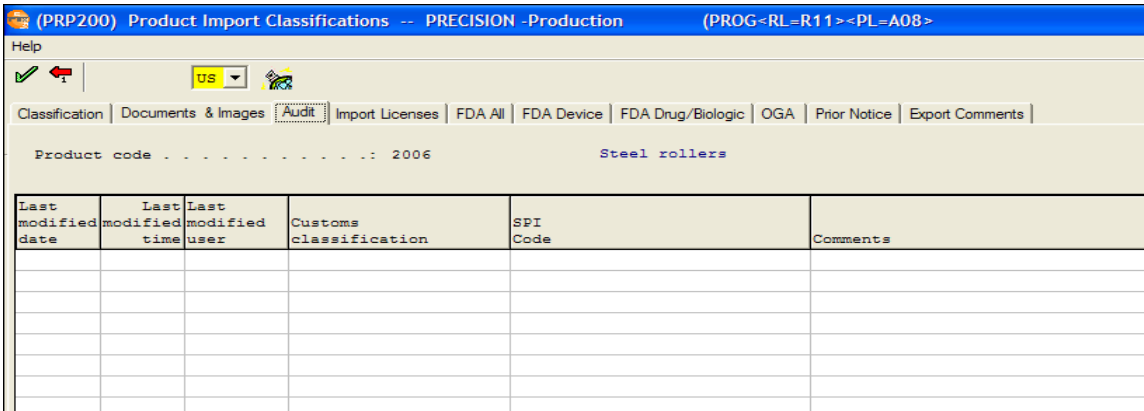 (PRP200) Product Import Classifications -- PRECISION -Production (PROG<RL=R11><PL=A08>
Help
US
Classification Documents & Images Audit Import Licenses FDA All FDA Device FDA Drug/Biologic OGA Prior Notice Export Comments
Product code . . . . . . . . . . . .: 2006 Steel rollers
Last Last Last
modified modified modified Customs SPI
date time user classification Code Comments